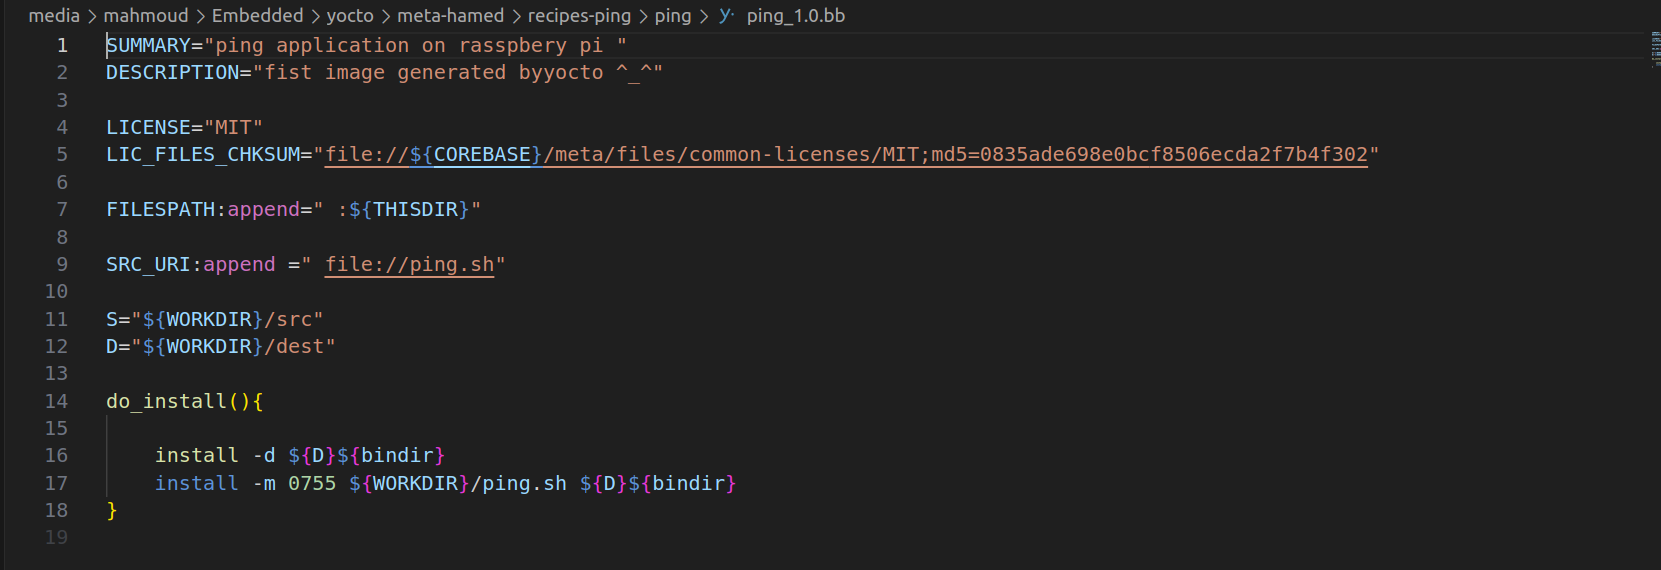 media > mahmoud > Embedded > yocto > meta-hamed > recipes-ping > ping > ping_1.0.bb
1 SUMMARY="ping application on rasspbery pi "
2 DESCRIPTION="fist image generated byyocto ^_^"
3
4 LICENSE="MIT"
5 LIC_FILES_CHKSUM="file://${COREBASE}/meta/files/common-licenses/MIT;md5=0835ade698e0bcf8506ecda2f7b4f302"
6
7 FILESPATH:append=" :${THISDIR}"
8
9 SRC_URI:append =" file://ping.sh"
10
11 S="${WORKDIR}/src"
12 D="${WORKDIR}/dest"
13
14 do_install(){
15
16     install -d ${D}${bindir}
17     install -m 0755 ${WORKDIR}/ping.sh ${D}${bindir}
18 }
19